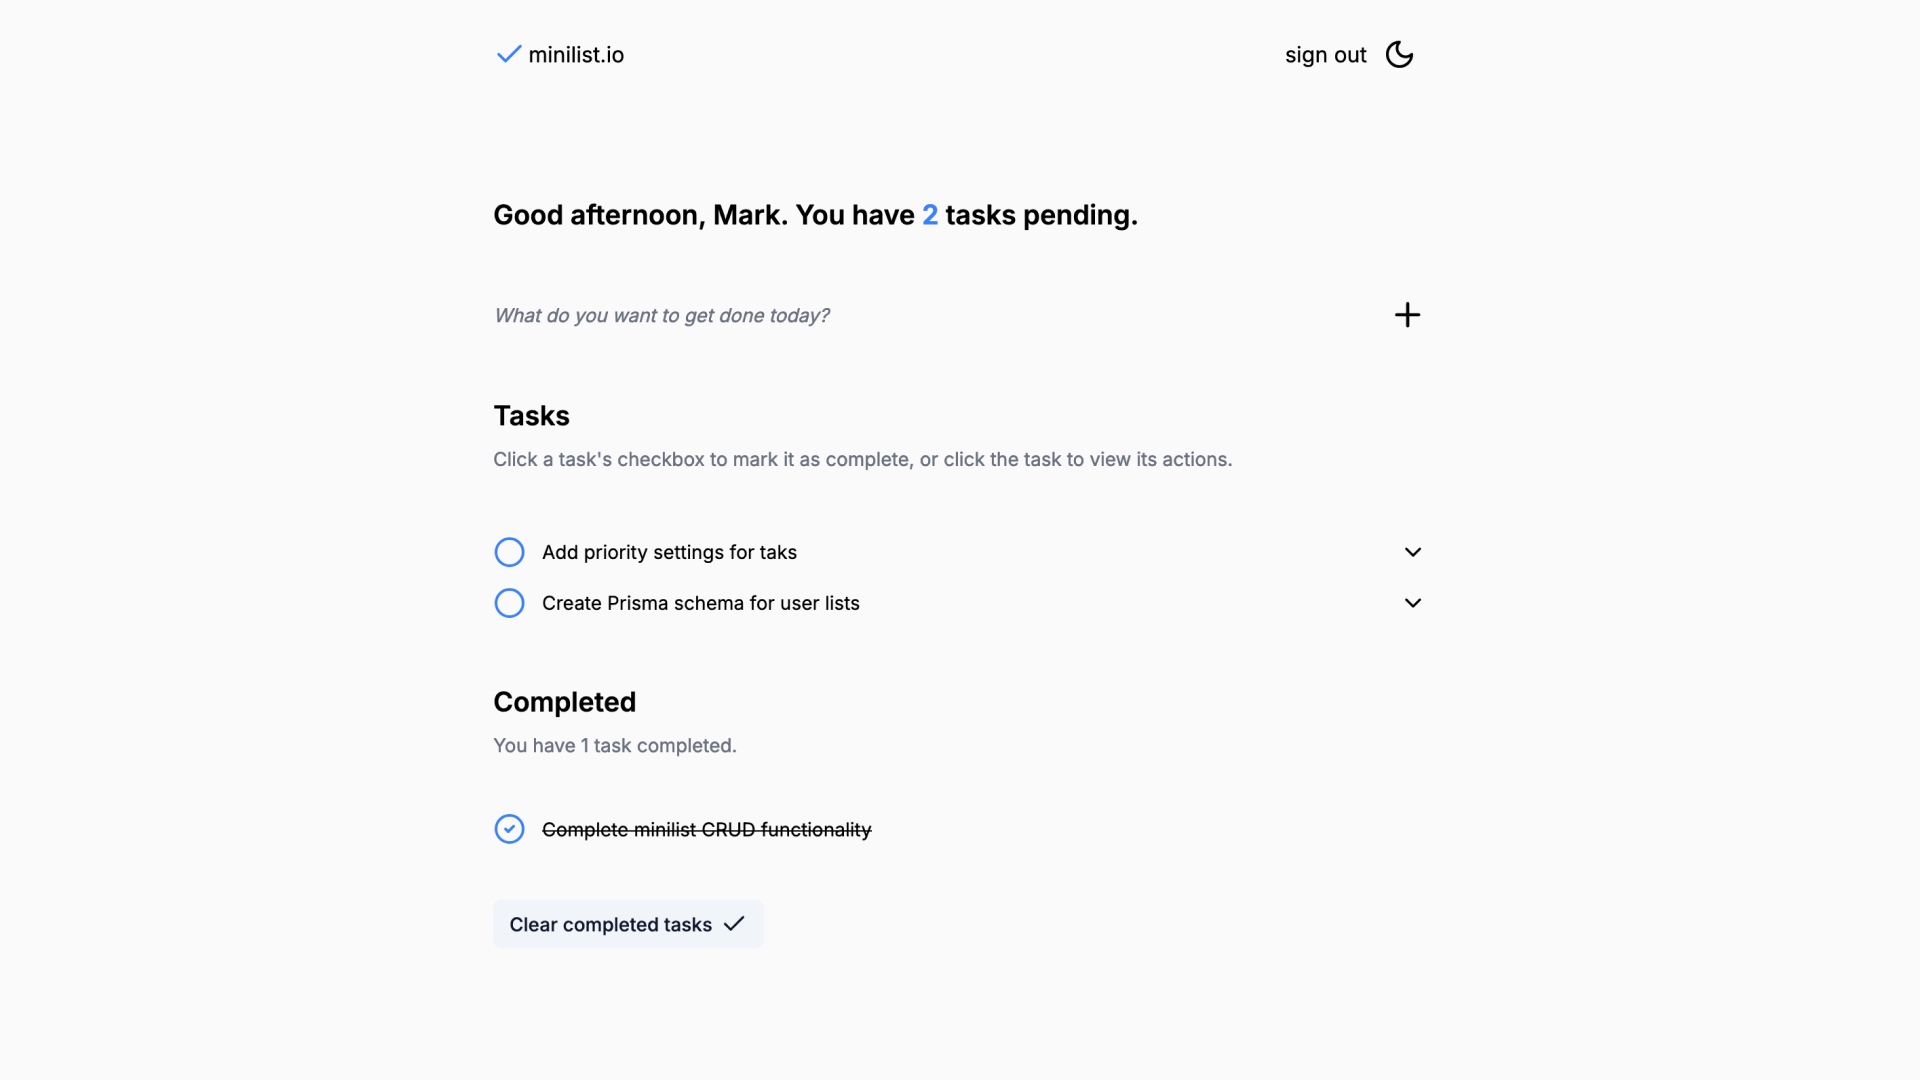 minilist.io
sign out
Good afternoon, Mark. You have 2 tasks pending.
What do you want to get done today?
Tasks
Click a task's checkbox to mark it as complete, or click the task to view its actions.
Add priority settings for taks
Create Prisma schema for user lists
Completed
You have 1 task completed.
Complete minilist CRUD functionality
Clear completed tasks